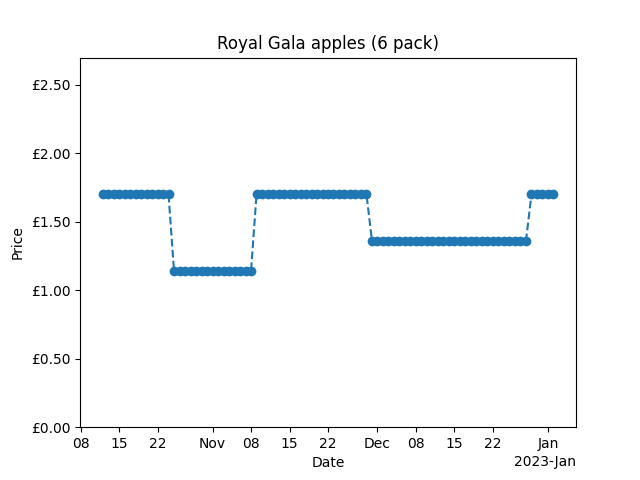 Royal Gala apples (6 pack)
£2.50
£2.00
£1.50
£1.00
£0.50
£0.00
Price
08 15 22 Nov 08 15 22 Dec 08 15 22 Jan
2023-Jan
Date